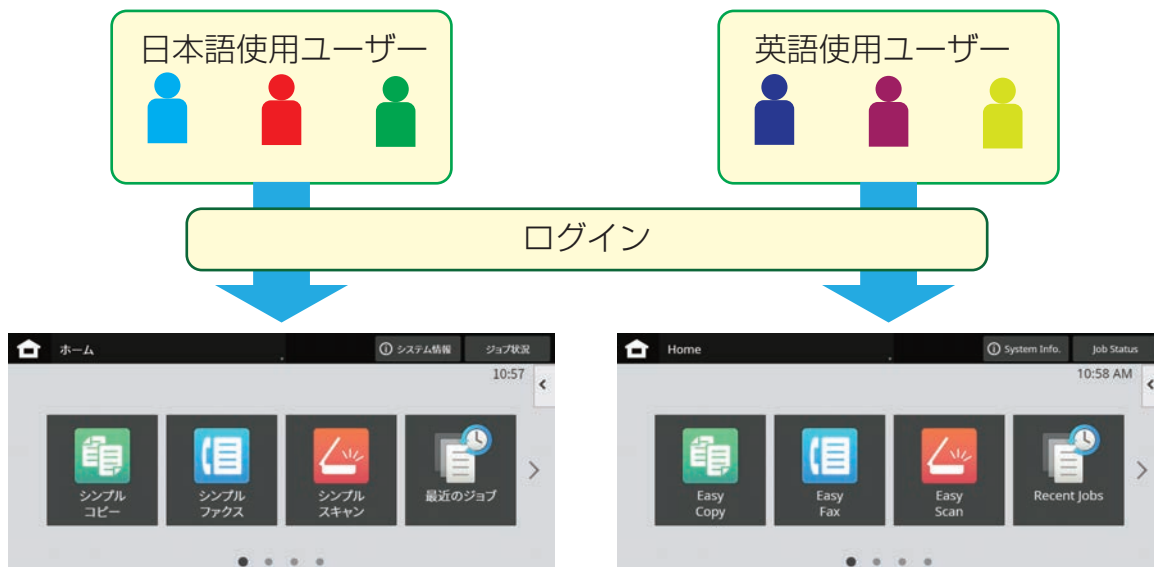 日本語使用ユーザー
英語使用ユーザー
ログイン
ホーム
システム情報
ジョブ状況
10:57
シンプル
コピー
シンプル
ファクス
シンプル
スキャン
最近のジョブ
Home
System Info.
Job Status
10:58 AM
Easy
Copy
Easy
Fax
Easy
Scan
Recent Jobs